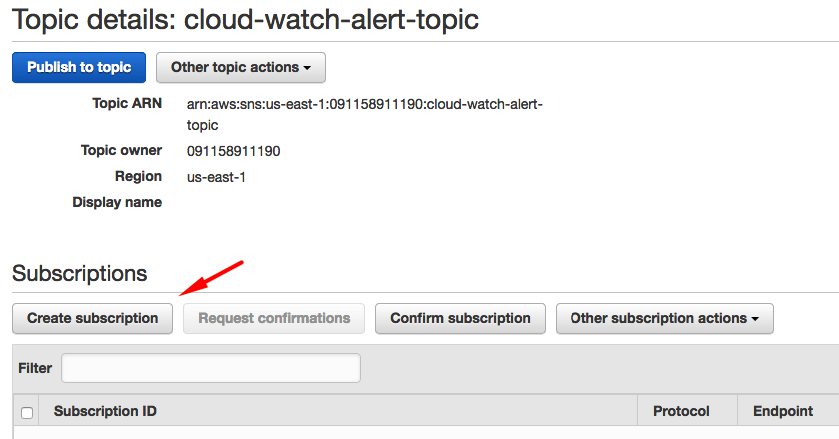 Topic details: cloud-watch-alert-topic
Publish to topic
Other topic actions
Topic ARN arn:aws:sns:us-east-1:091158911190:cloud-watch-alert-
topic
Topic owner 091158911190
Region us-east-1
Display name
Subscriptions
Create subscription
Request confirmations
Confirm subscription
Other subscription actions
Filter
Subscription ID Protocol Endpoint